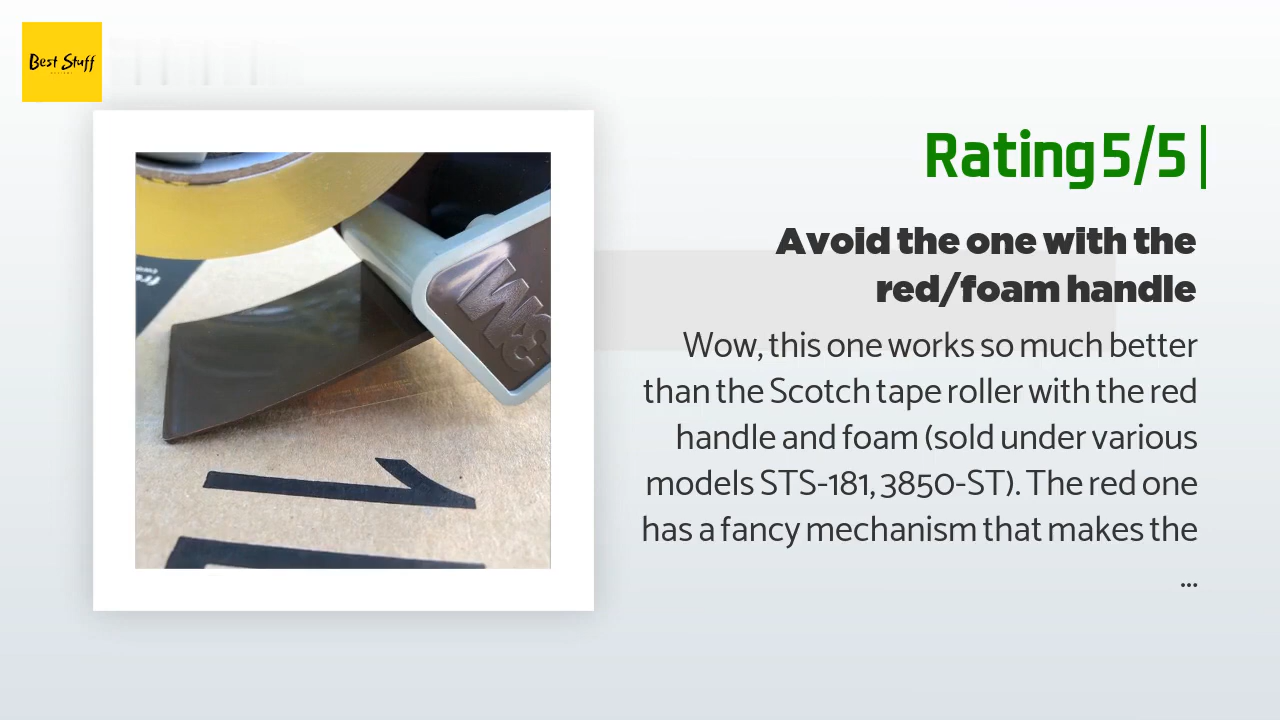 Best Stuff
Rating 5/5 |
Avoid the one with the
red/foam handle
Wow, this one works so much better
than the Scotch tape roller with the red
handle and foam (sold under various
models STS-181, 3850-ST). The red one
has a fancy mechanism that makes the
...
3M